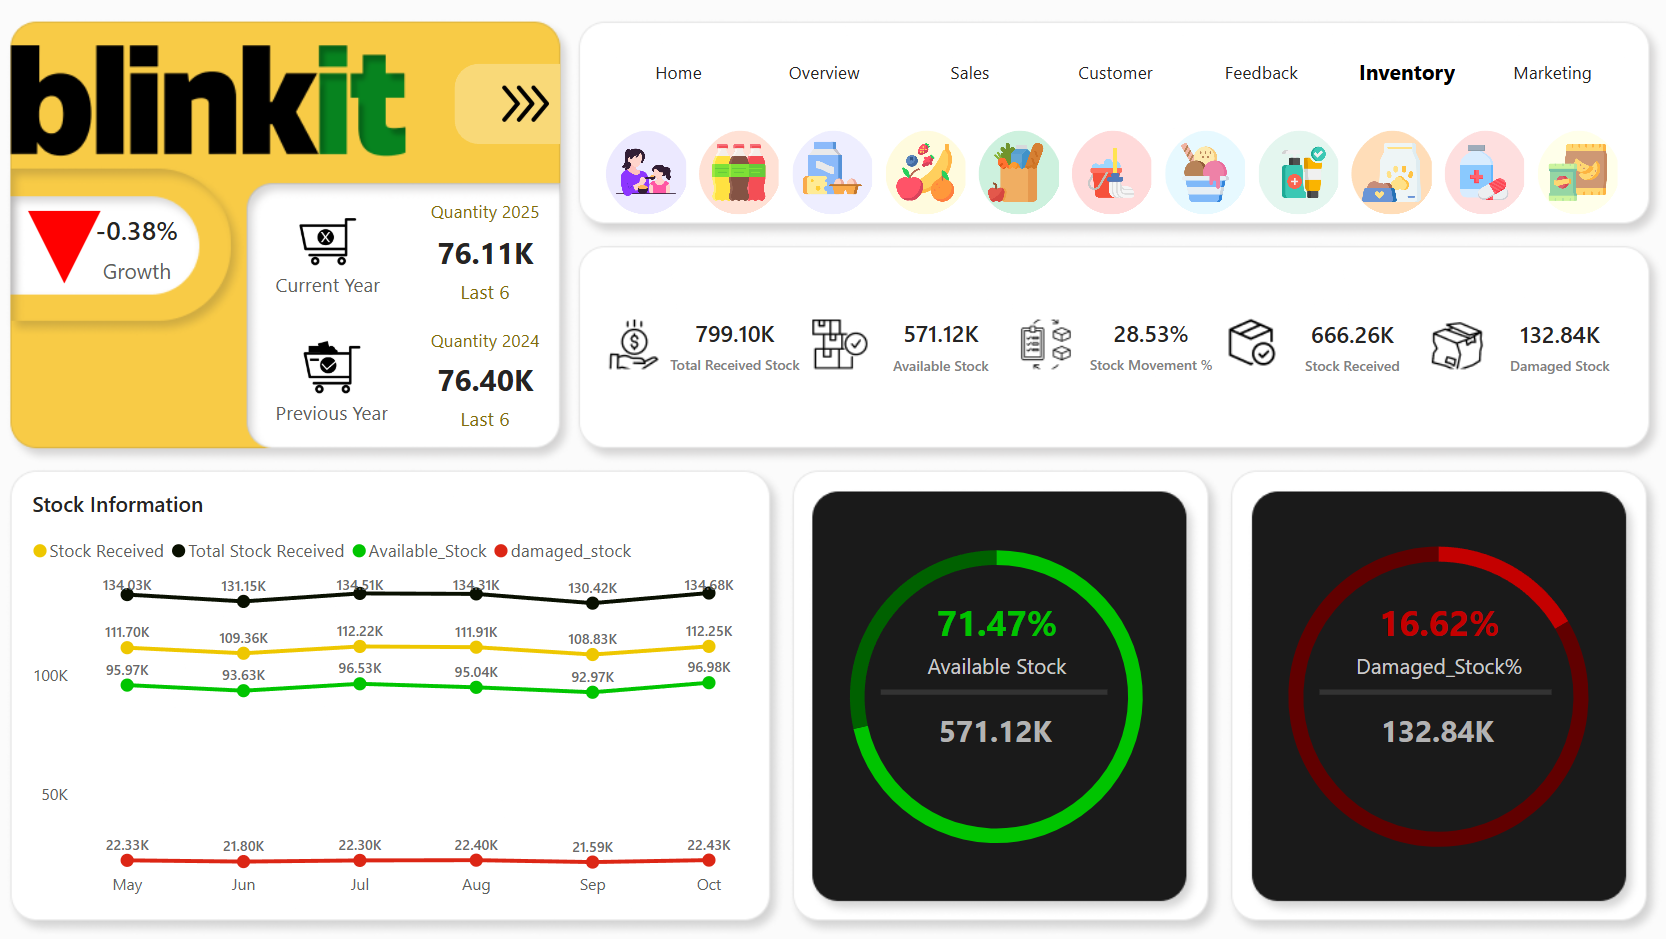 blinkit
-0.38%
Growth
Current Year
Quantity 2025
76.11K
Last 6
Previous Year
Quantity 2024
76.40K
Last 6
Home Overview Sales Customer Feedback Inventory Marketing
799.10K
Total Received Stock
571.12K
Available Stock
28.53%
Stock Movement %
666.26K
Stock Received
132.84K
Damaged Stock
Stock Information
Stock Received Total Stock Received Available_Stock damaged_stock
134.03K 131.15K 134.51K 134.31K 130.42K 134.68K
111.70K 109.36K 112.22K 111.91K 108.83K 112.25K
100K
95.97K 93.63K 96.53K 95.04K 92.97K 96.98K
50K
22.33K 21.80K 22.30K 22.40K 21.59K 22.43K
May Jun Jul Aug Sep Oct
71.47%
Available Stock
571.12K
16.62%
Damaged_Stock%
132.84K